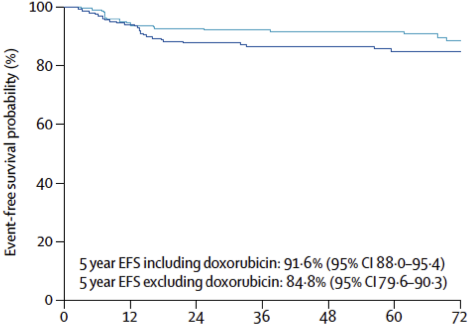 Event-free survival probability (%)
100
80
60
40
20
0
5 year EFS including doxorubicin: 91·6% (95% CI 88·0–95·4)
5 year EFS excluding doxorubicin: 84·8% (95% CI 79·6–90·3)
0 12 24 36 48 60 72